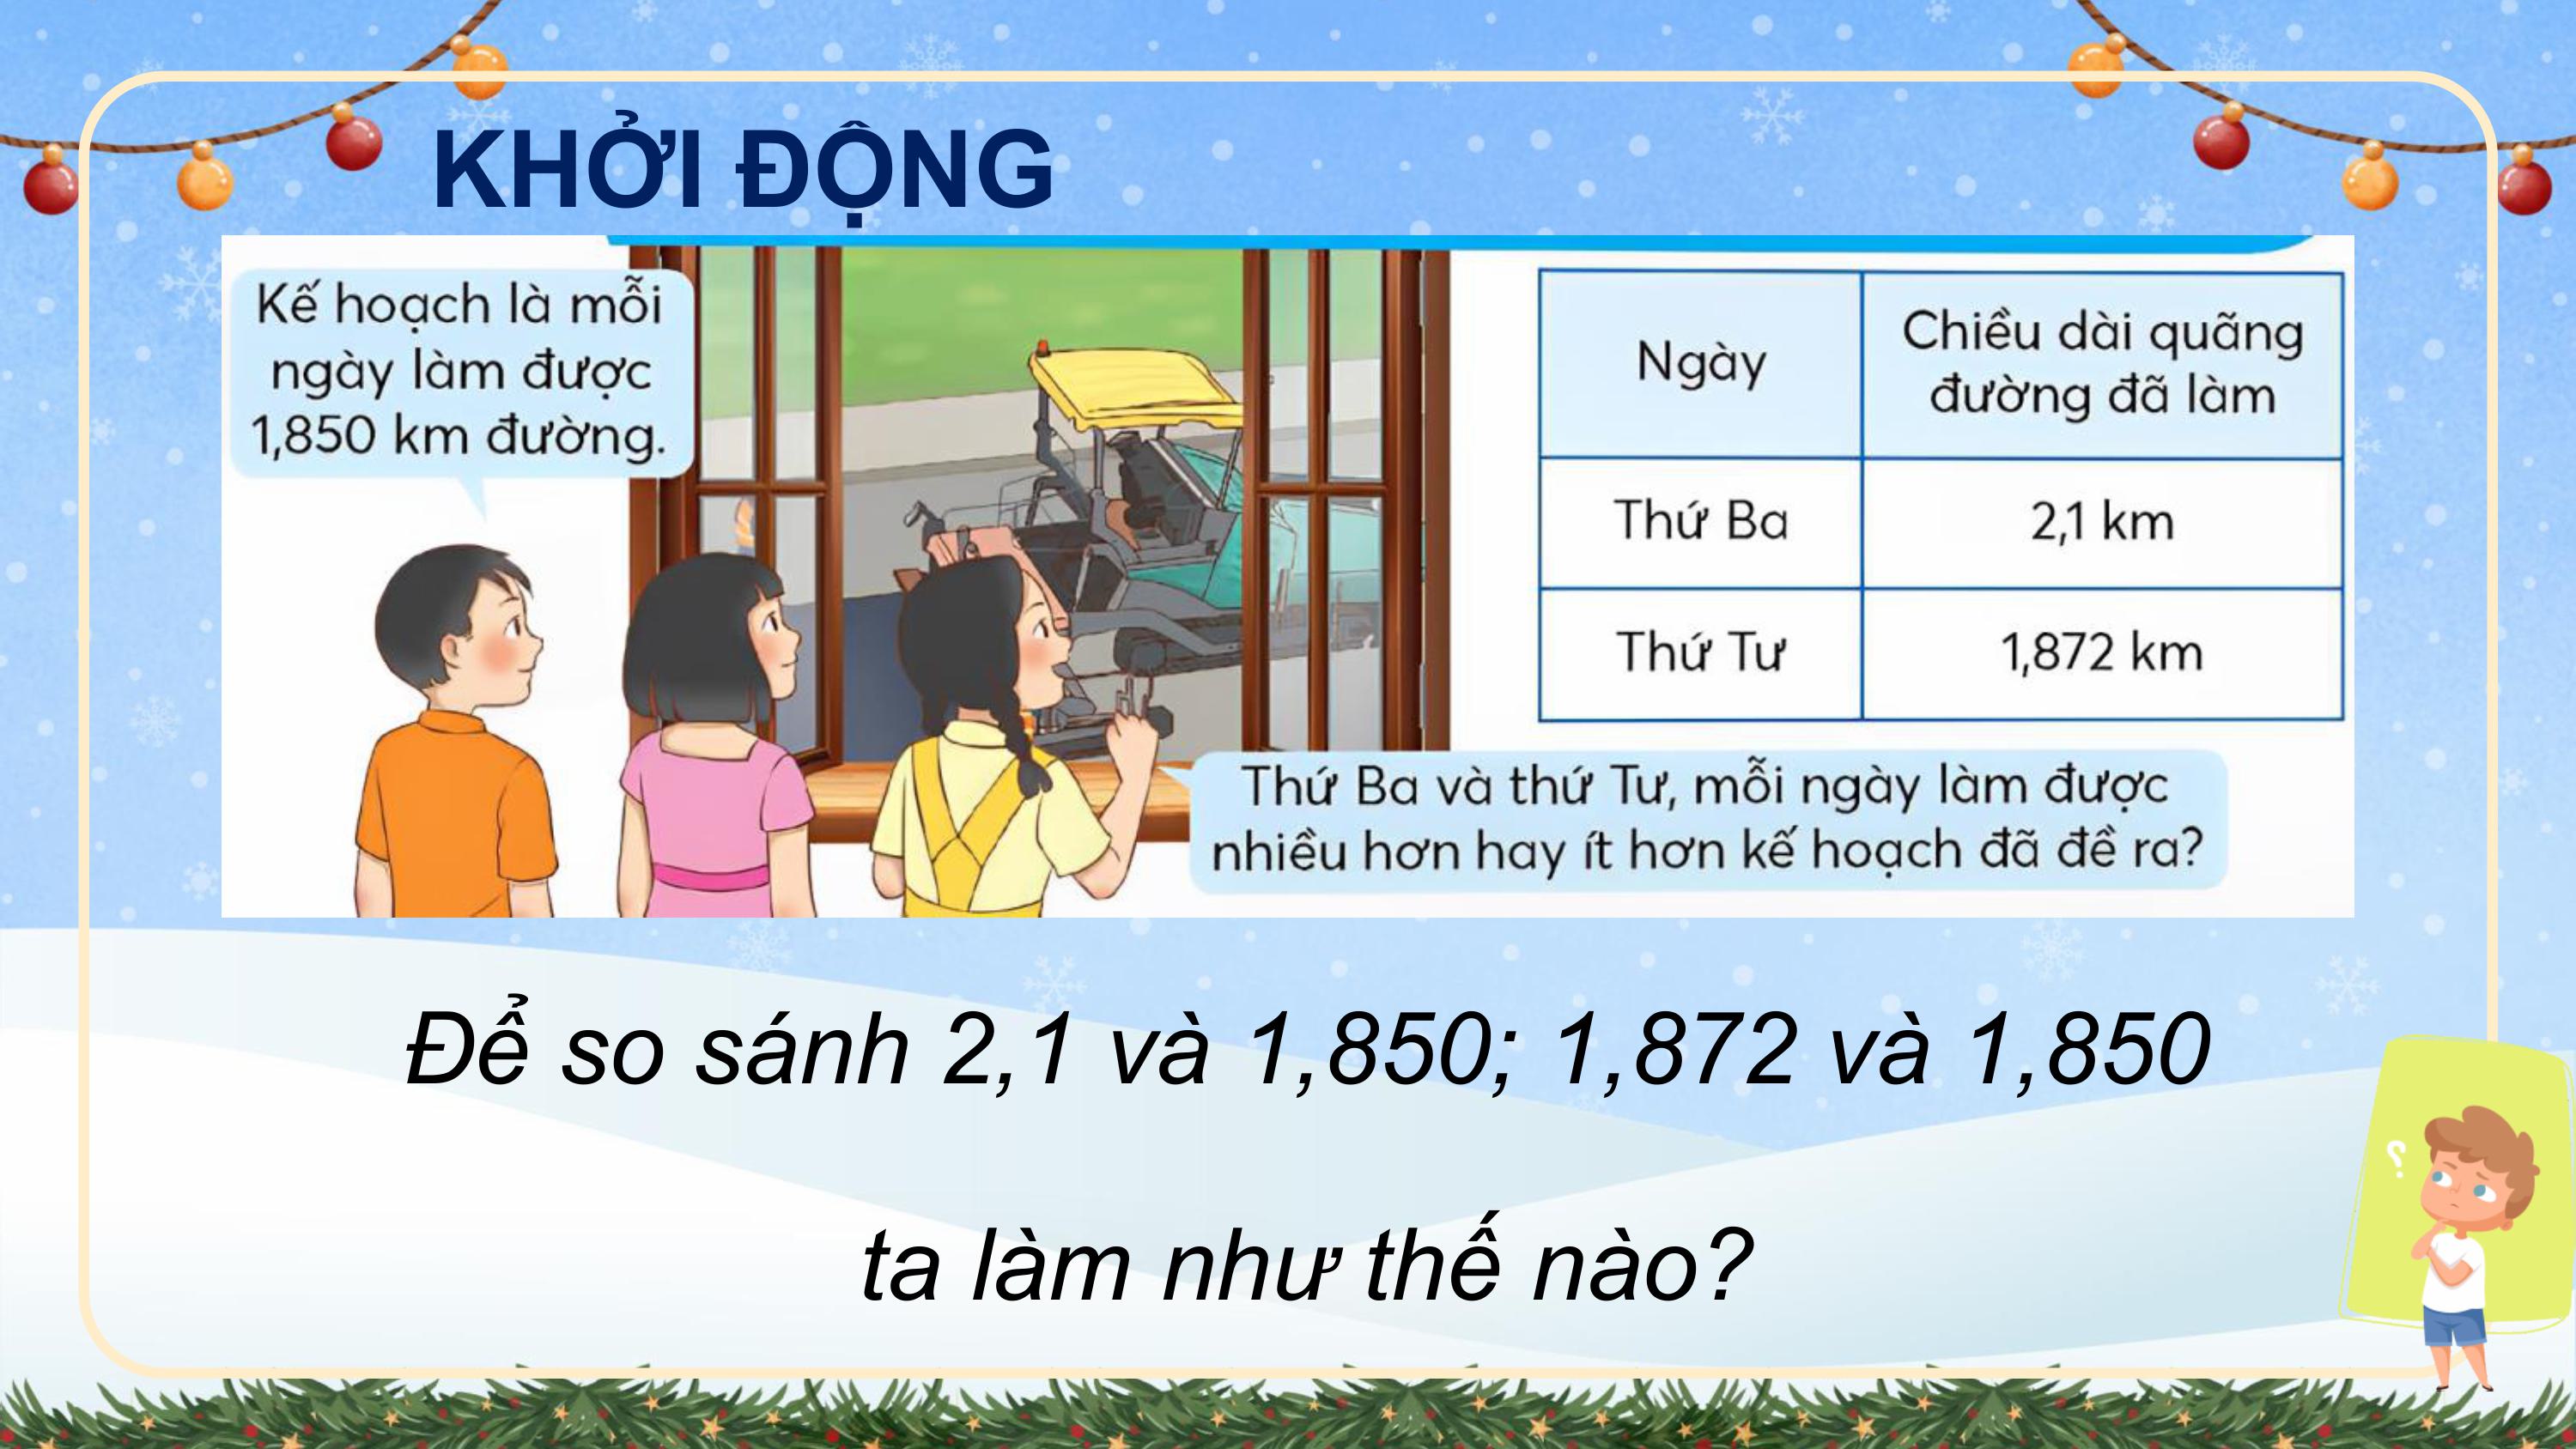 KHỞI ĐỘNG
Kế hoạch là mỗi
ngày làm được
1,850 km đường.
Ngày
Chiều dài quãng
đường đã làm
Thứ Ba
2,1 km
Thứ Tư
1,872 km
Thứ Ba và thứ Tư, mỗi ngày làm được
nhiều hơn hay ít hơn kế hoạch đã đề ra?
Để so sánh 2,1 và 1,850; 1,872 và 1,850
ta làm như thế nào?
?